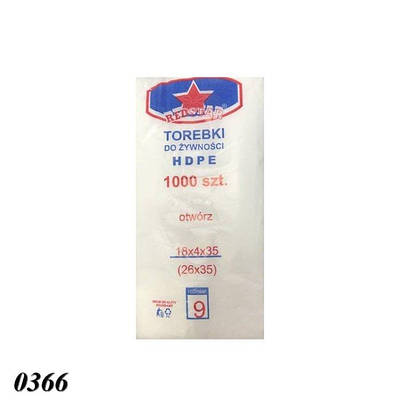 RED STAR
TOREBKI
DO ŻYWNOŚCI
HDPE
1000 szt.
otwórz
18x4x35
(26x35)
9
0366